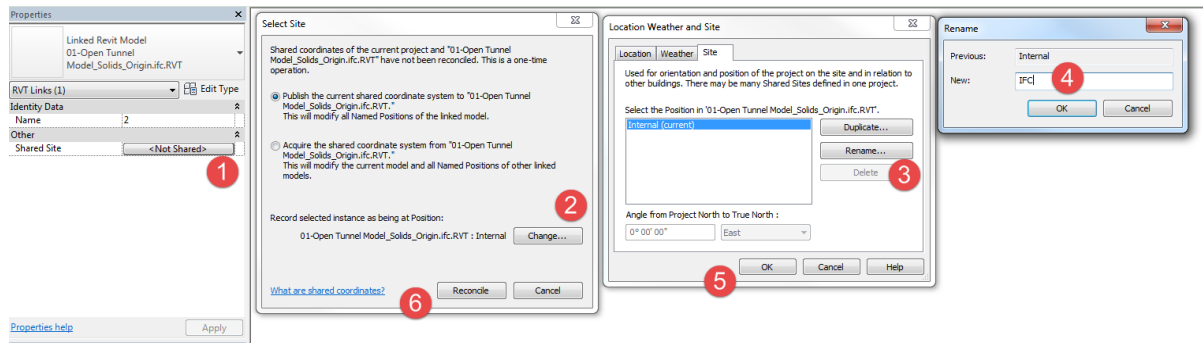 Properties
Linked Revit Model
01-Open Tunnel
Model_Solids_Origin.ifc.RVT
RVT Links (1)
Edit Type
Identity Data
Name
2
Other
Shared Site
<Not Shared>
1
Properties help
Apply
Select Site
Shared coordinates of the current project and "01-Open Tunnel
Model_Solids_Origin.ifc.RVT" have not been reconciled. This is a one-time
operation.
Publish the current shared coordinate system to "01-Open Tunnel
Model_Solids_Origin.ifc.RVT."
This will modify all Named Positions of the linked model.
Acquire the shared coordinate system from "01-Open Tunnel
Model_Solids_Origin.ifc.RVT."
This will modify the current model and all Named Positions of other linked
models.
2
Record selected instance as being at Position:
01-Open Tunnel Model_Solids_Origin.ifc.RVT : Internal
Change...
What are shared coordinates?
6
Reconcile
Cancel
Location Weather and Site
Location
Weather
Site
Used for orientation and position of the project on the site and in relation to
other buildings. There may be many Shared Sites defined in one project.
Select the Position in '01-Open Tunnel Model_Solids_Origin.ifc.RVT'.
Internal (current)
Duplicate...
Rename...
Delete
3
Angle from Project North to True North :
0° 00' 00"
East
5
OK
Cancel
Help
Rename
Previous:
Internal
New:
IFC
4
OK
Cancel